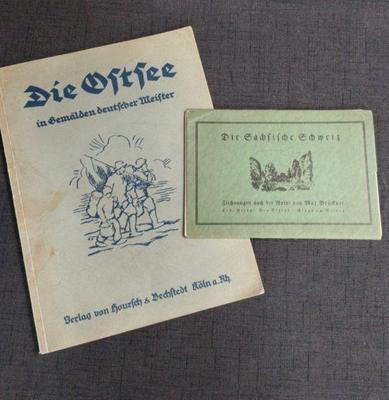 Die Ostsee
in Gemälden deutscher Meister
Verlag von Hoursch & Bechstedt Köln a. Rh.
Die Sächsische Schweiz
Zeichnungen nach der Natur von Max Brückner